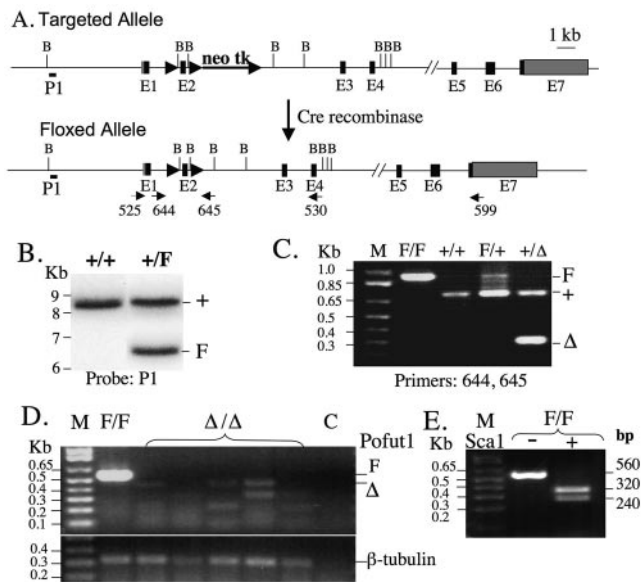 A. Targeted Allele
1 kb
B BB neo tk B B BBB
P1 E1 E2 E3 E4 E5 E6 E7
Cre recombinase
Floxed Allele
B BB B B BBB
P1 E1 E2 E3 E4 E5 E6 E7
525 644 645 530 599
B. +/+ +/F
Kb
9
8
7
6
+
F
Probe: P1
C. M F/F +/+ F/+ +/Δ
Kb
1.0
0.85
0.65
0.5
0.4
0.3
F
+
Δ
Primers: 644, 645
D. M F/F Δ/Δ C
Kb
Pofut1
0.65
0.5
0.4
0.3
0.2
0.1
F
Δ
0.4
0.3
0.2
β-tubulin
E. M F/F
Kb Sca1 - + bp
0.65
0.5
0.4
0.3
0.2
560
320
240